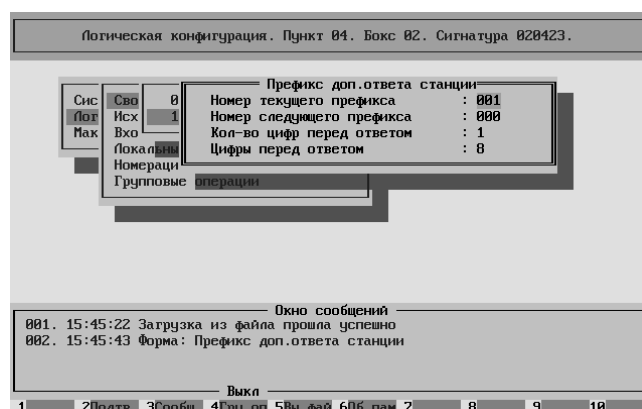 Логическая конфигурация. Пункт 04. Бокс 02. Сигнатура 020423.
Префикс доп.ответа станции
Сис Сво 0 Номер текущего префикса : 001
Лог Исх 1 Номер следующего префикса : 000
Мак Вхо Кол-во цифр перед ответом : 1
Локальны Цифры перед ответом : 8
Номераци
Групповые операции
Окно сообщений
001. 15:45:22 Загрузка из файла прошла успешно
002. 15:45:43 Форма: Префикс доп.ответа станции
Выкл
1 2Подтв 3Сообщ 4Гру оп 5Вы фай 6Об пам 7 8 9 10